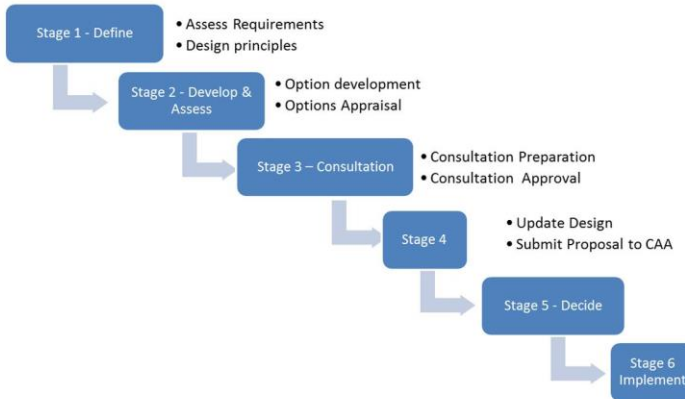 Stage 1 - Define
• Assess Requirements
• Design principles
Stage 2 - Develop &
Assess
• Option development
• Options Appraisal
Stage 3 – Consultation
• Consultation Preparation
• Consultation Approval
Stage 4
• Update Design
• Submit Proposal to CAA
Stage 5 - Decide
Stage 6
Implement